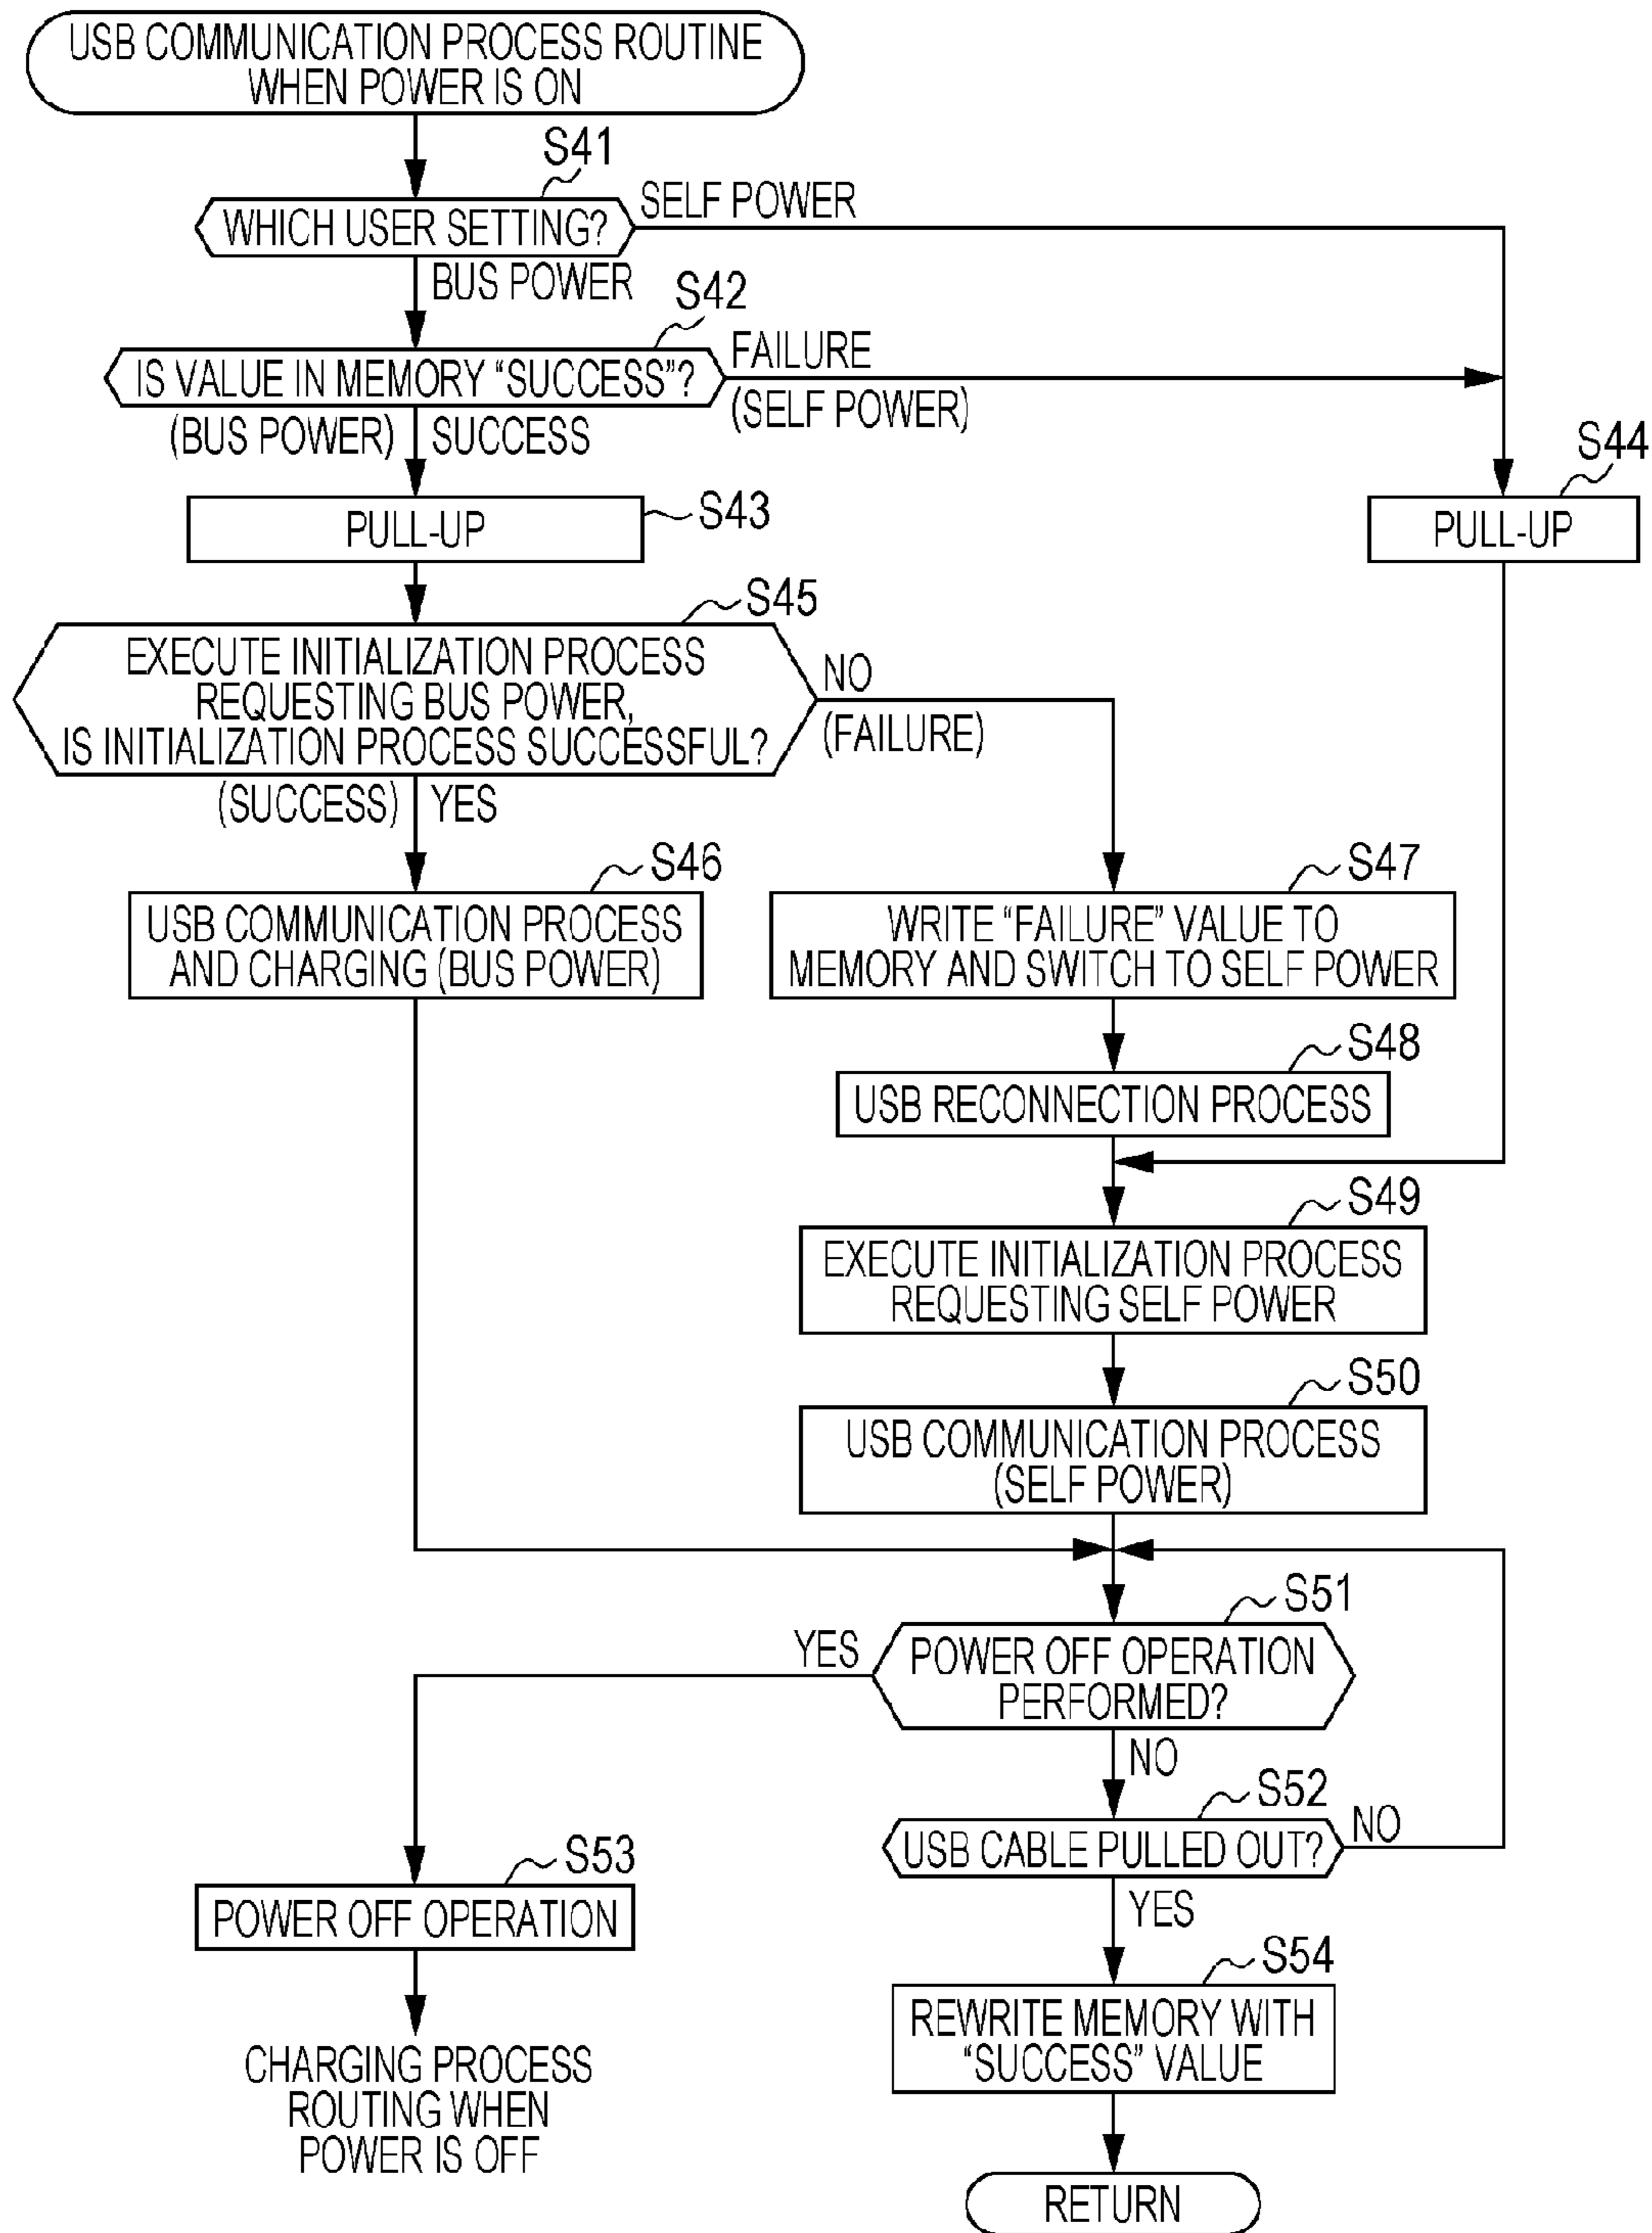 USB COMMUNICATION PROCESS ROUTINE
WHEN POWER IS ON
S41
WHICH USER SETTING?
SELF POWER
BUS POWER
S42
IS VALUE IN MEMORY “SUCCESS”?
FAILURE
(SELF POWER)
(BUS POWER) SUCCESS
S43
PULL-UP
S44
PULL-UP
S45
EXECUTE INITIALIZATION PROCESS
REQUESTING BUS POWER,
IS INITIALIZATION PROCESS SUCCESSFUL?
NO
(FAILURE)
(SUCCESS) YES
S46
USB COMMUNICATION PROCESS
AND CHARGING (BUS POWER)
S47
WRITE “FAILURE” VALUE TO
MEMORY AND SWITCH TO SELF POWER
S48
USB RECONNECTION PROCESS
S49
EXECUTE INITIALIZATION PROCESS
REQUESTING SELF POWER
S50
USB COMMUNICATION PROCESS
(SELF POWER)
S51
POWER OFF OPERATION
PERFORMED?
YES
NO
S52
USB CABLE PULLED OUT?
NO
YES
S53
POWER OFF OPERATION
CHARGING PROCESS
ROUTING WHEN
POWER IS OFF
S54
REWRITE MEMORY WITH
“SUCCESS” VALUE
RETURN